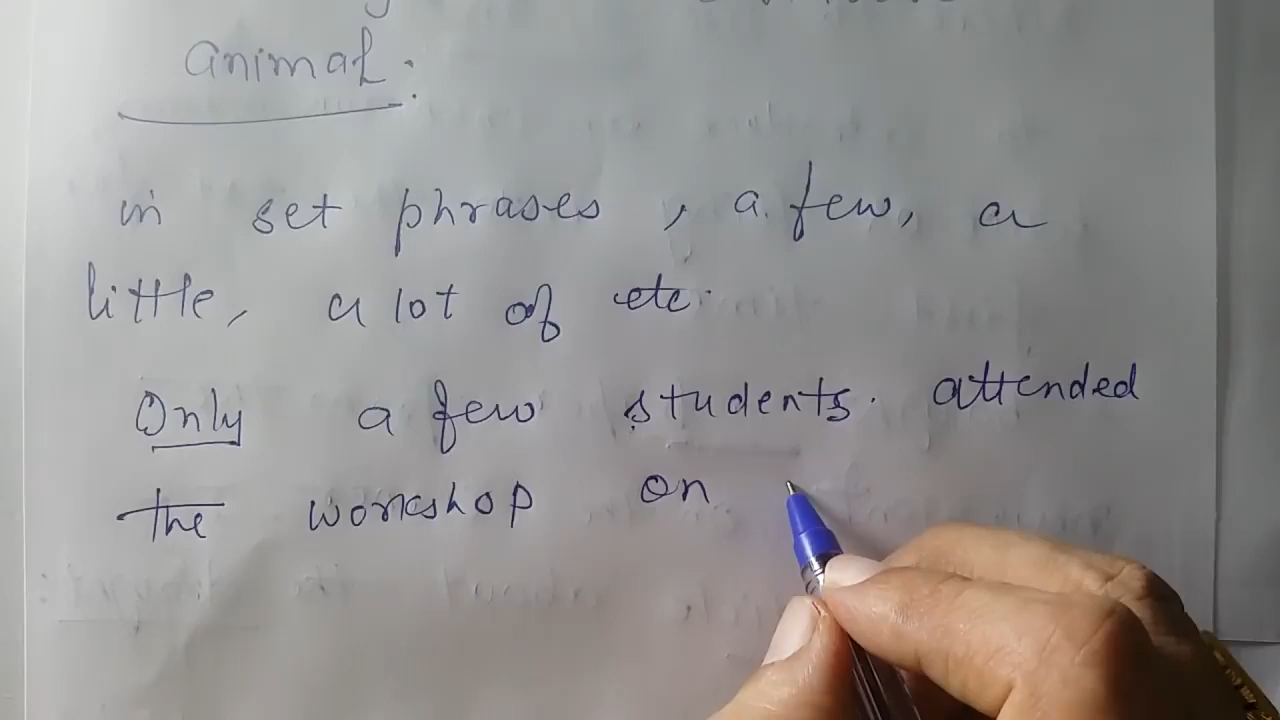 animal.
in set phrases, a few, a
little, a lot of etc.
Only a few students. attended
the workshop on